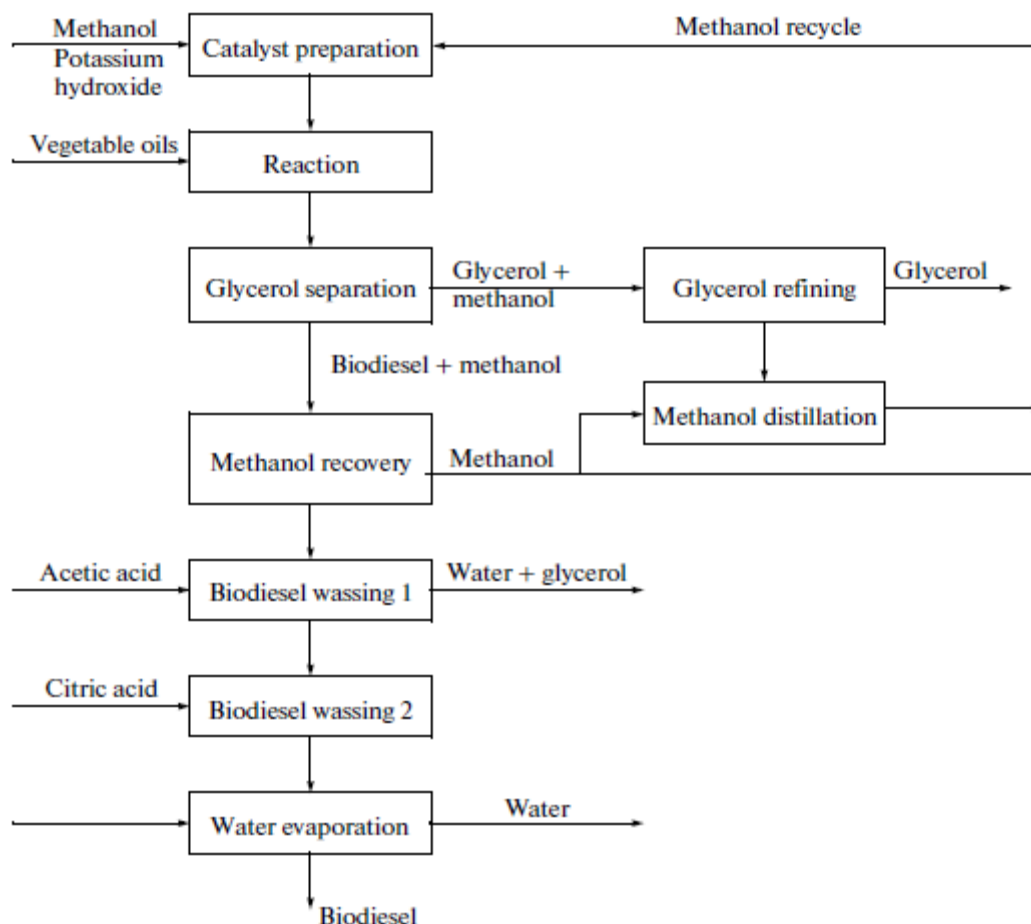 Methanol
Potassium
hydroxide
Catalyst preparation
Methanol recycle
Vegetable oils
Reaction
Glycerol separation
Glycerol +
methanol
Glycerol refining
Glycerol
Biodiesel + methanol
Methanol distillation
Methanol recovery
Methanol
Acetic acid
Biodiesel wassing 1
Water + glycerol
Citric acid
Biodiesel wassing 2
Water evaporation
Water
Biodiesel